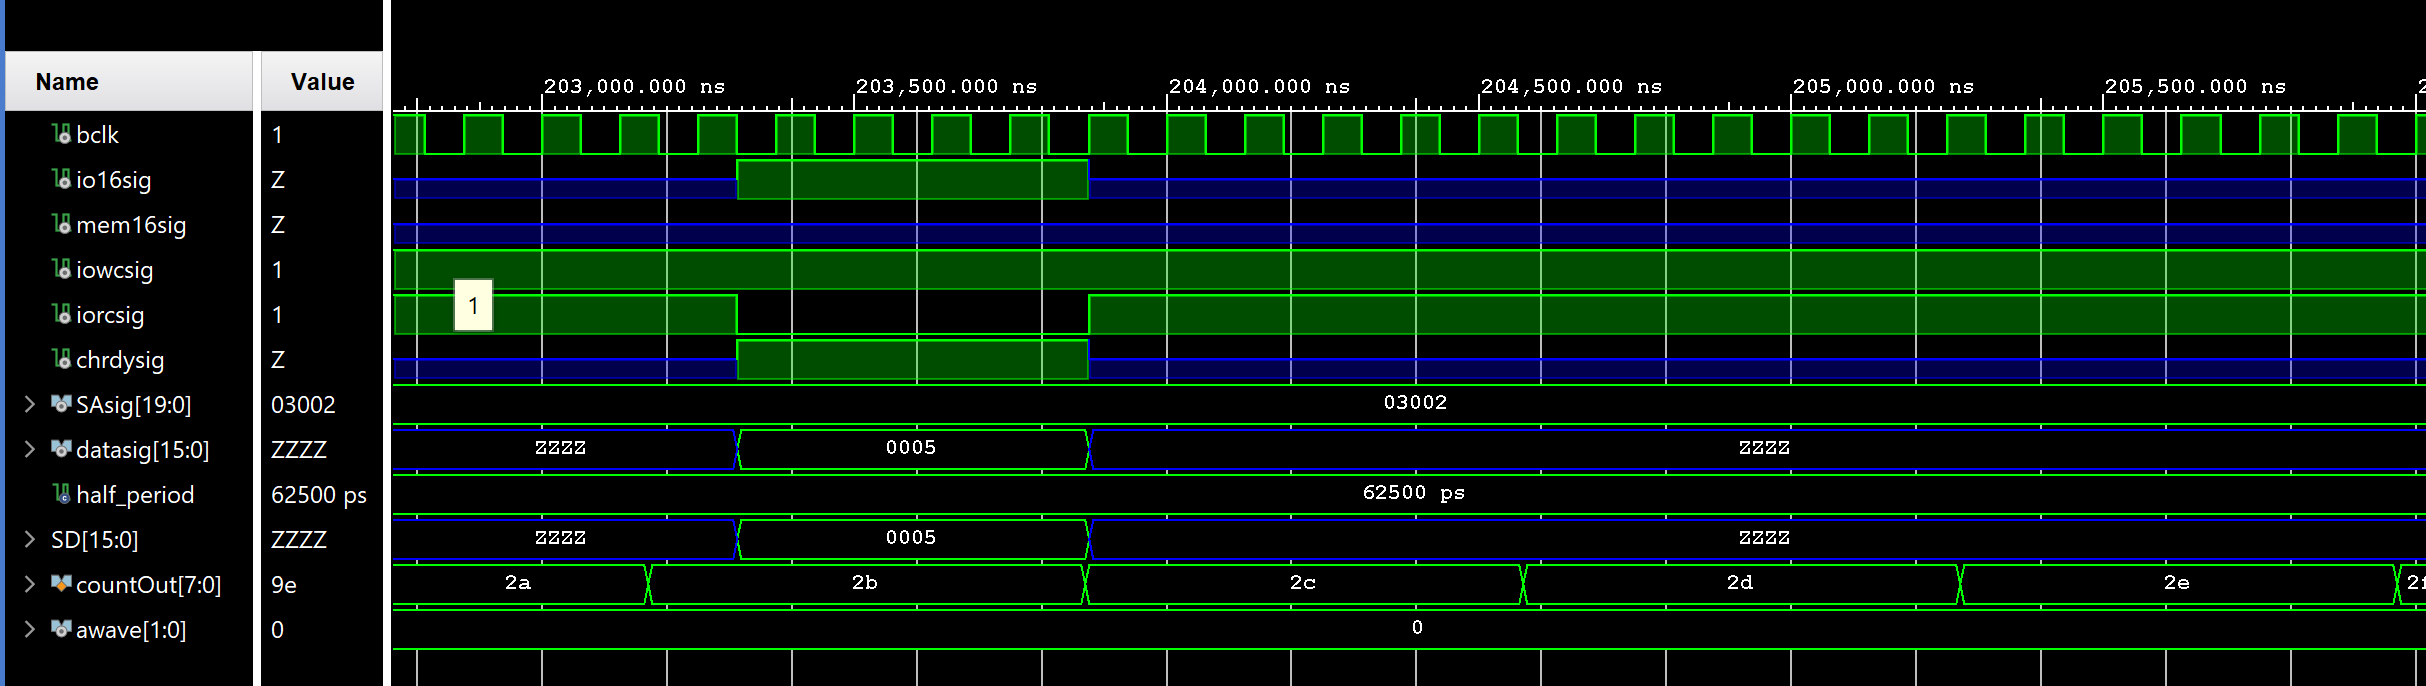 Name Value
203,000.000 ns 203,500.000 ns 204,000.000 ns 204,500.000 ns 205,000.000 ns 205,500.000 ns
bclk 1
io16sig Z
mem16sig Z
iowcsig 1
iorcsig 1 1
chrdysig Z
SAsig[19:0] 03002 03002
datasig[15:0] ZZZZ ZZZZ 0005 ZZZZ
half_period 62500 ps 62500 ps
SD[15:0] ZZZZ ZZZZ 0005 ZZZZ
countOut[7:0] 9e 2a 2b 2c 2d 2e
awave[1:0] 0 0